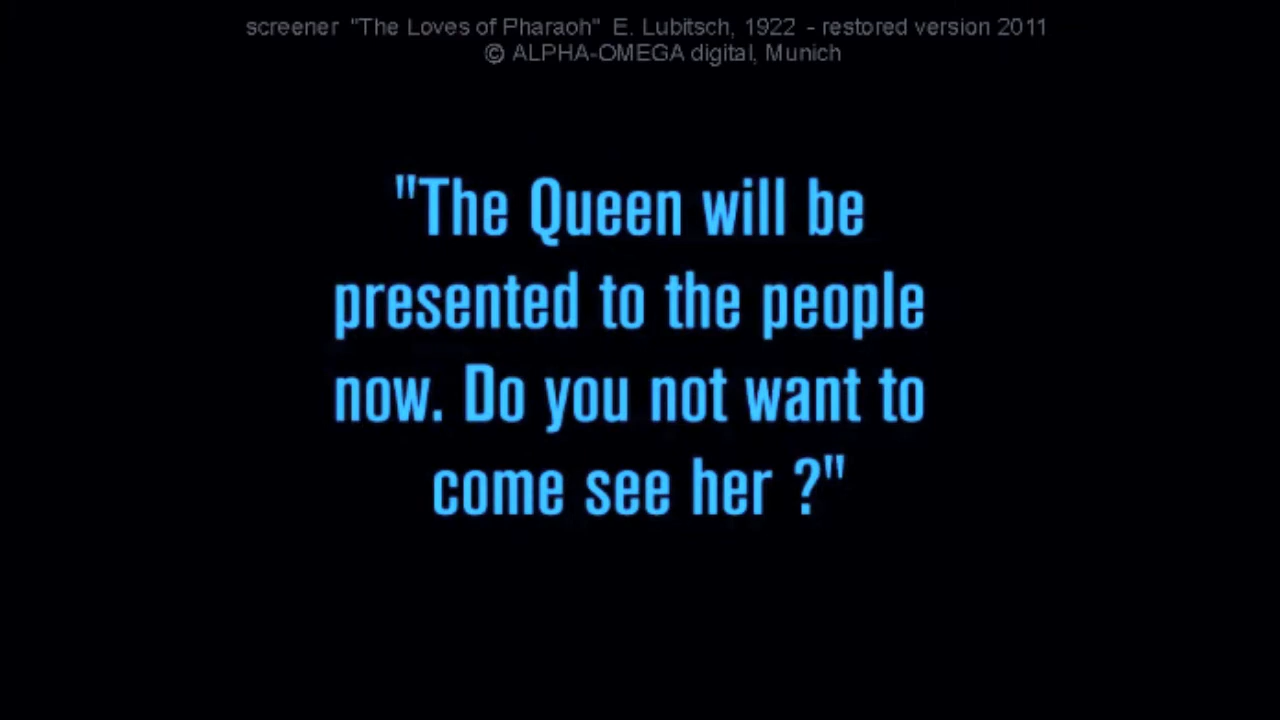 screener "The Loves of Pharaoh" E. Lubitsch, 1922 - restored version 2011
© ALPHA-OMEGA digital, Munich
"The Queen will be
presented to the people
now. Do you not want to
come see her ?"